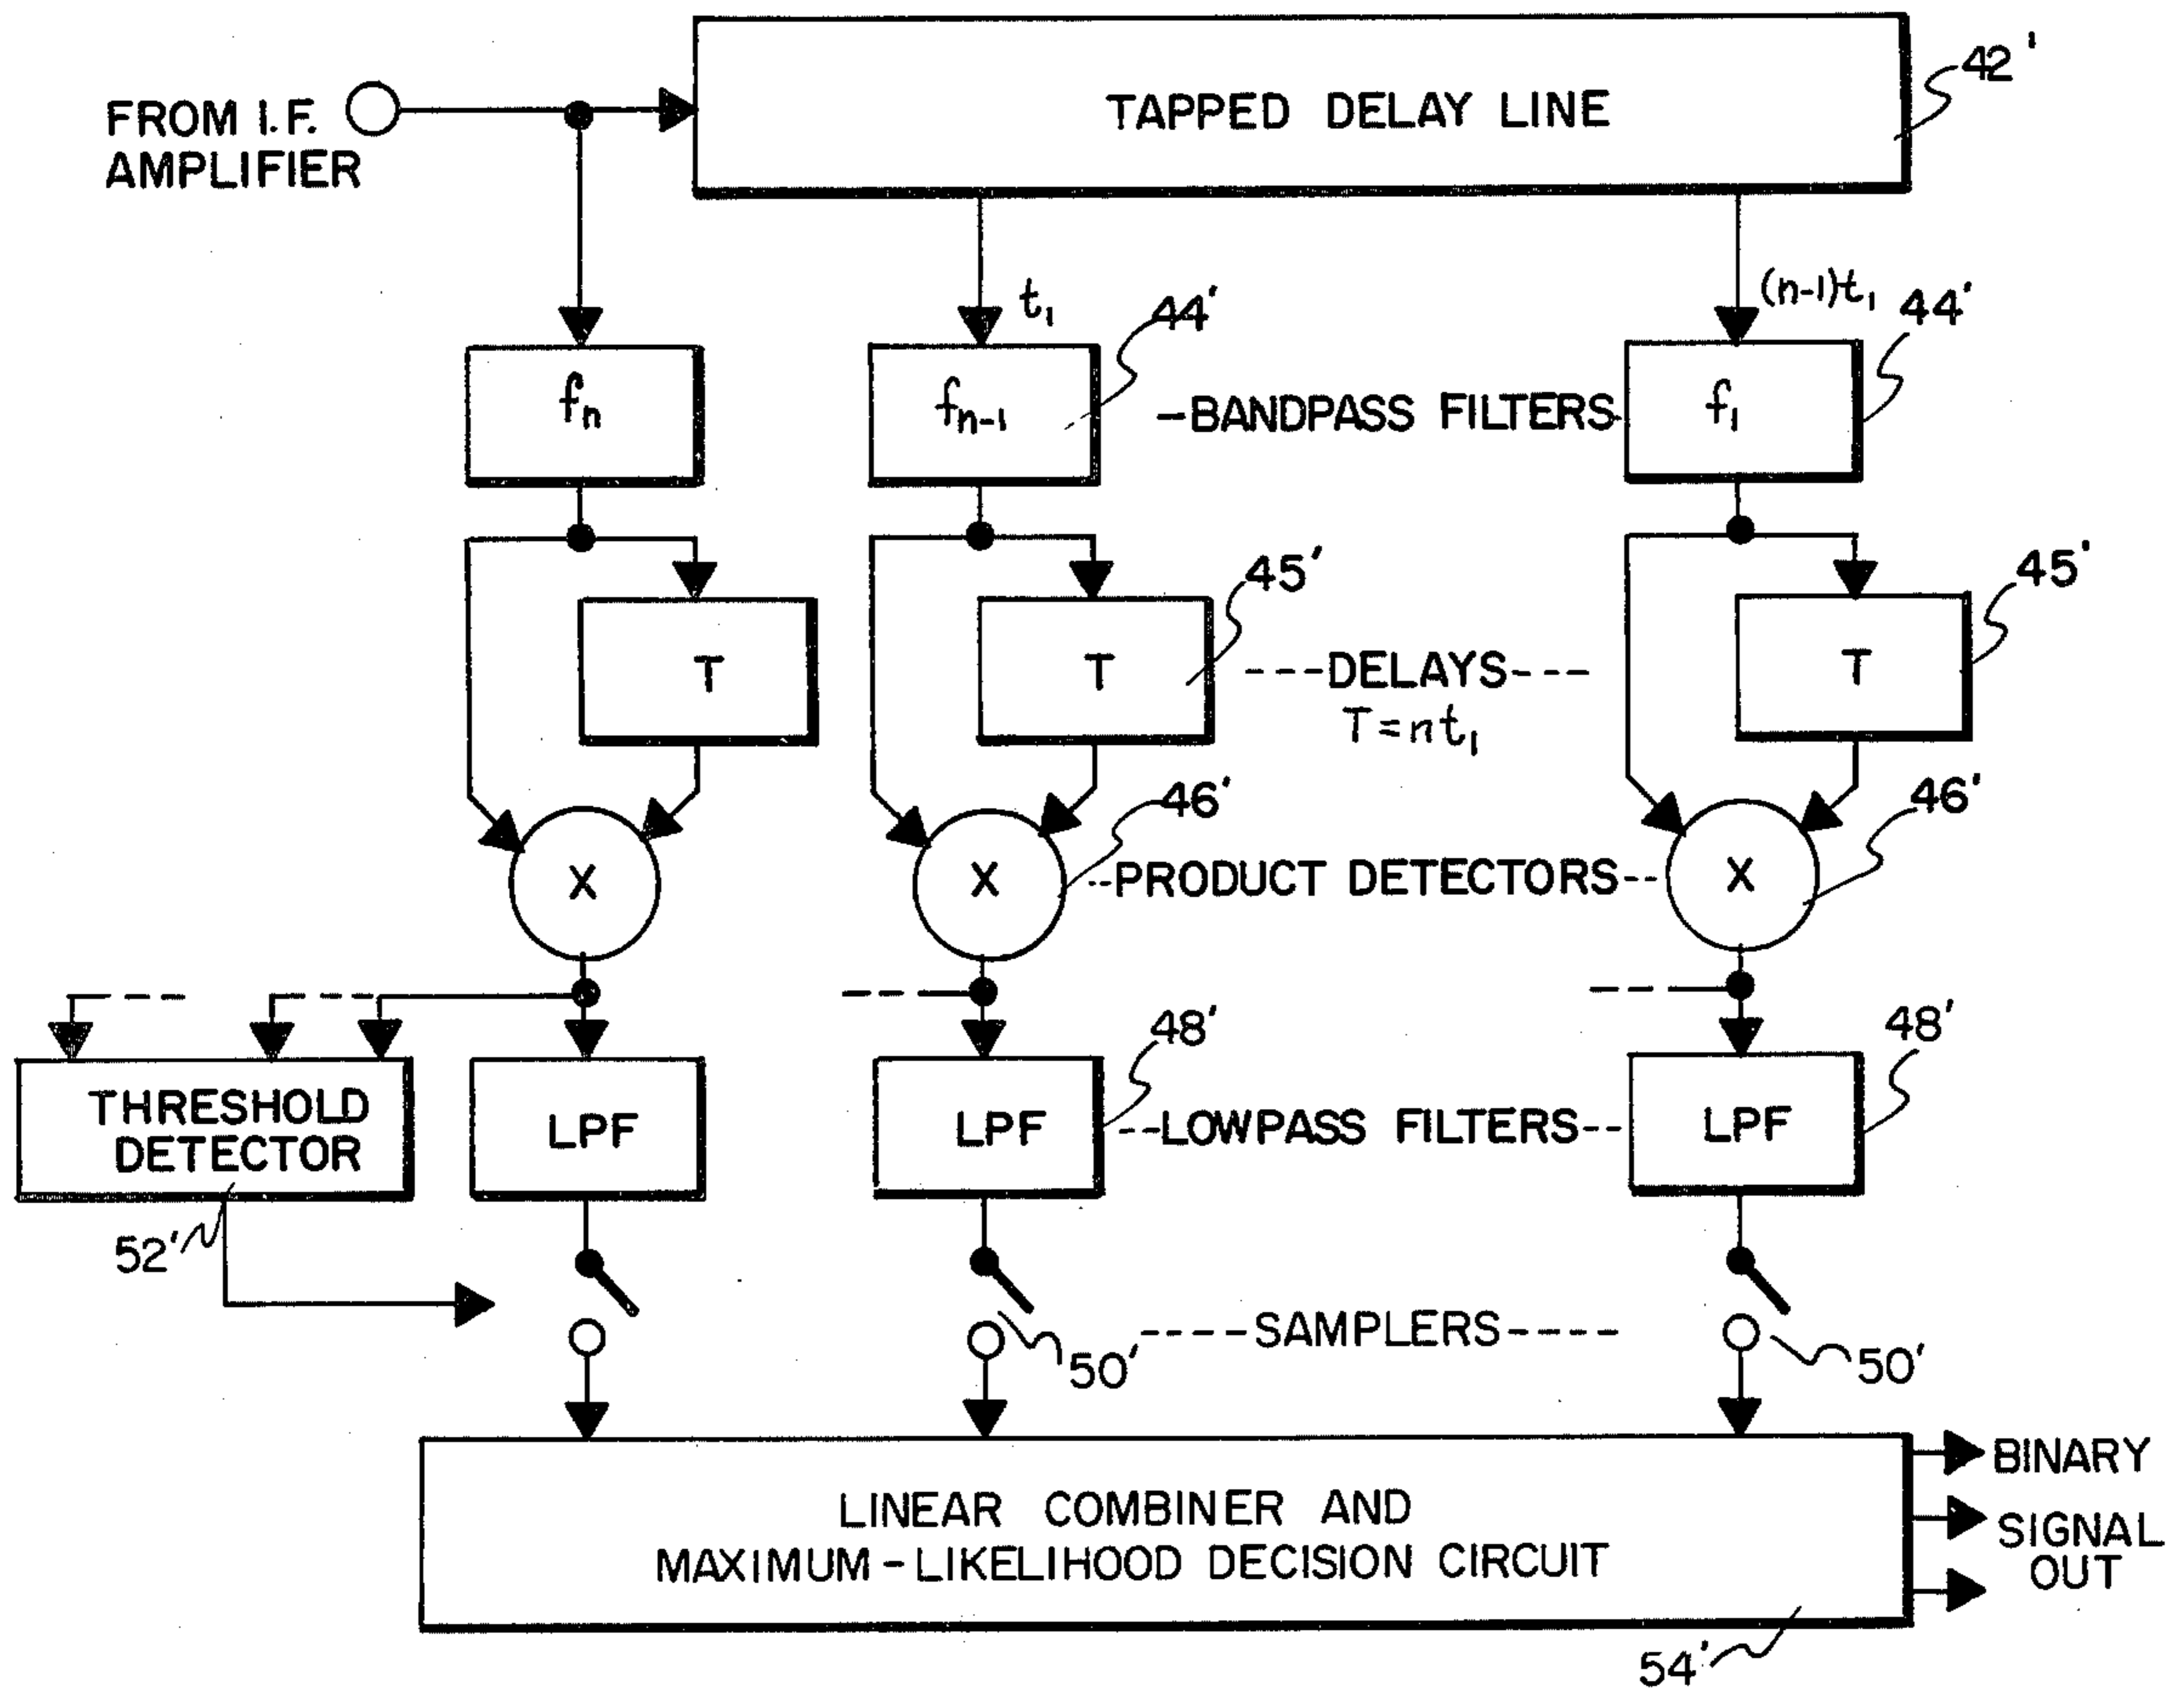 42'
FROM I.F.
AMPLIFIER
TAPPED DELAY LINE
t₁
44'
(n-1)t₁
44'
fₙ
fₙ₋₁
-BANDPASS FILTERS-
f₁
45'
45'
T
T
---DELAYS---
T
T=nt₁
46'
46'
X
X
--PRODUCT DETECTORS--
X
48'
48'
THRESHOLD
DETECTOR
LPF
LPF
--LOWPASS FILTERS--
LPF
52'
50'
----SAMPLERS----
50'
LINEAR COMBINER AND
MAXIMUM-LIKELIHOOD DECISION CIRCUIT
BINARY
SIGNAL
OUT
54'